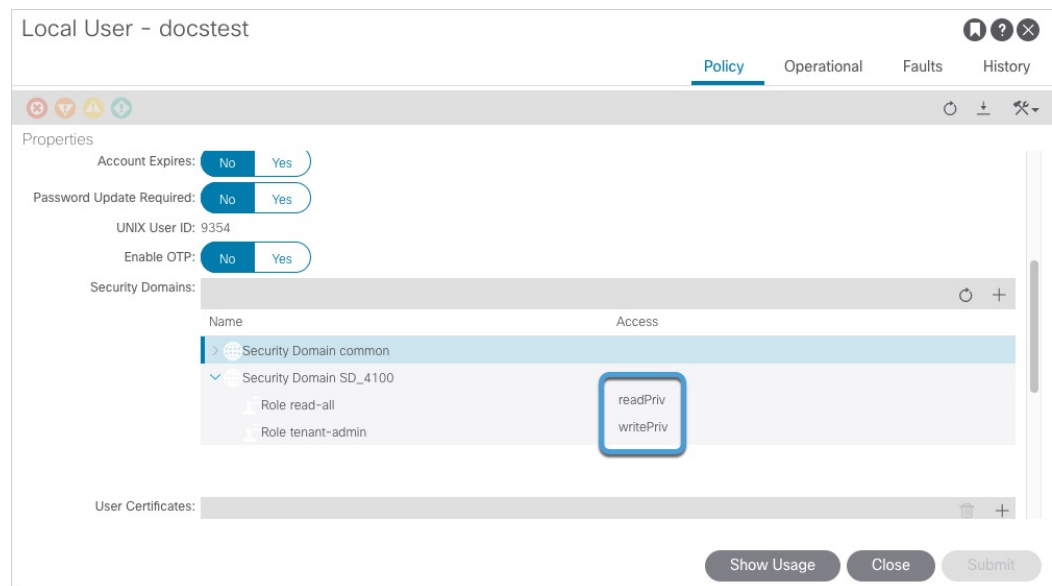 Local User - docstest
Policy Operational Faults History
Properties
Account Expires: No Yes
Password Update Required: No Yes
UNIX User ID: 9354
Enable OTP: No Yes
Security Domains:
Name Access
Security Domain common
Security Domain SD_4100
Role read-all readPriv
Role tenant-admin writePriv
User Certificates:
Show Usage Close Submit